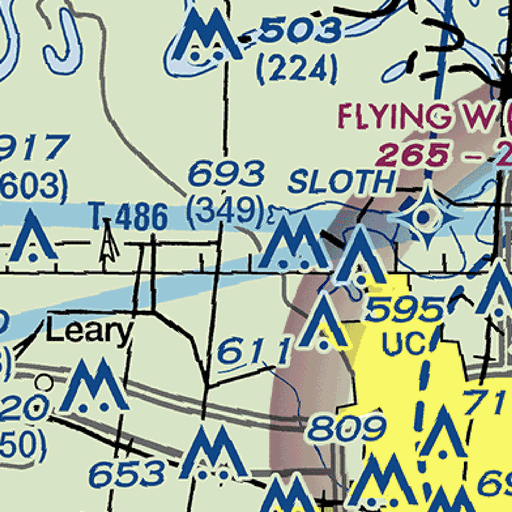 503
(224)
FLYING W (
265 – 2
917
603)
693
(349)
SLOTH
T 486
595
UC
Leary
611
20
50)
71
809
653
69